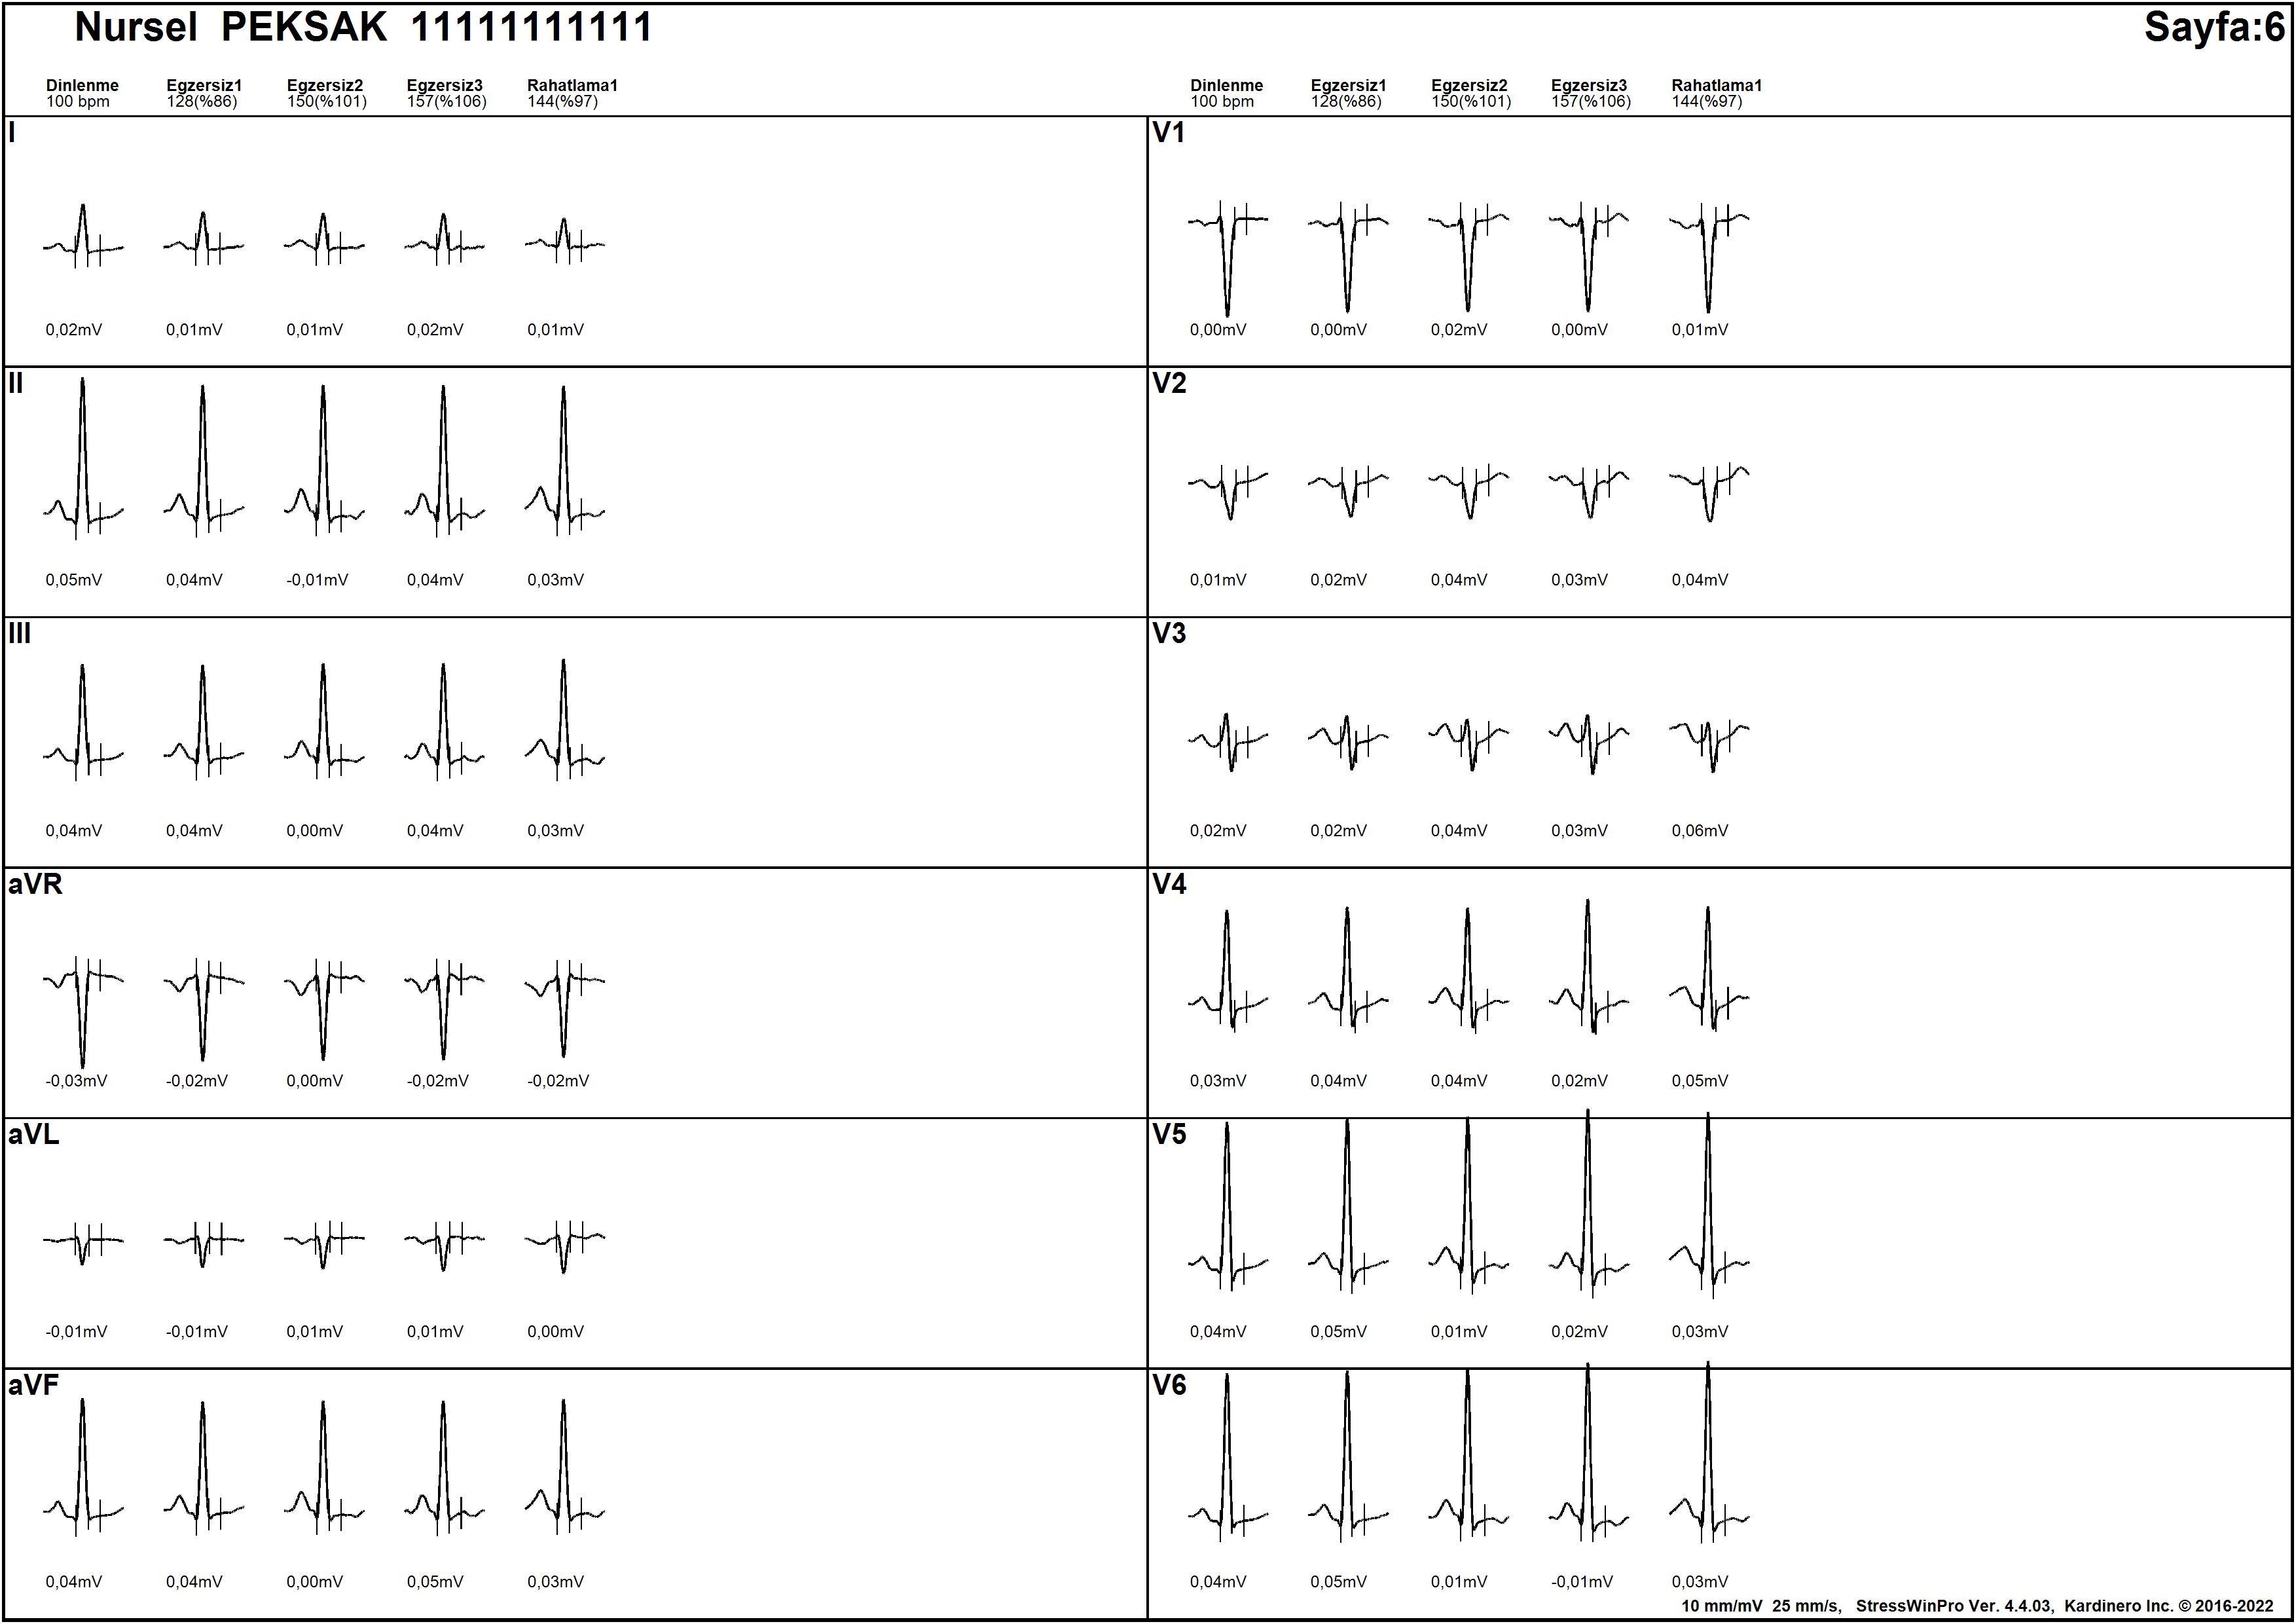 Nursel PEKSAK 11111111111
Sayfa:6
Dinlenme Egzersiz1 Egzersiz2 Egzersiz3 Rahatlama1
100 bpm 128(%86) 150(%101) 157(%106) 144(%97)
Dinlenme Egzersiz1 Egzersiz2 Egzersiz3 Rahatlama1
100 bpm 128(%86) 150(%101) 157(%106) 144(%97)
I
0,02mV 0,01mV 0,01mV 0,02mV 0,01mV
II
0,05mV 0,04mV -0,01mV 0,04mV 0,03mV
III
0,04mV 0,04mV 0,00mV 0,04mV 0,03mV
aVR
-0,03mV -0,02mV 0,00mV -0,02mV -0,02mV
aVL
-0,01mV -0,01mV 0,01mV 0,01mV 0,00mV
aVF
0,04mV 0,04mV 0,00mV 0,05mV 0,03mV
V1
0,00mV 0,00mV 0,02mV 0,00mV 0,01mV
V2
0,01mV 0,02mV 0,04mV 0,03mV 0,04mV
V3
0,02mV 0,02mV 0,04mV 0,03mV 0,06mV
V4
0,03mV 0,04mV 0,04mV 0,02mV 0,05mV
V5
0,04mV 0,05mV 0,01mV 0,02mV 0,03mV
V6
0,04mV 0,05mV 0,01mV -0,01mV 0,03mV
10 mm/mV 25 mm/s, StressWinPro Ver. 4.4.03, Kardinero Inc. © 2016-2022